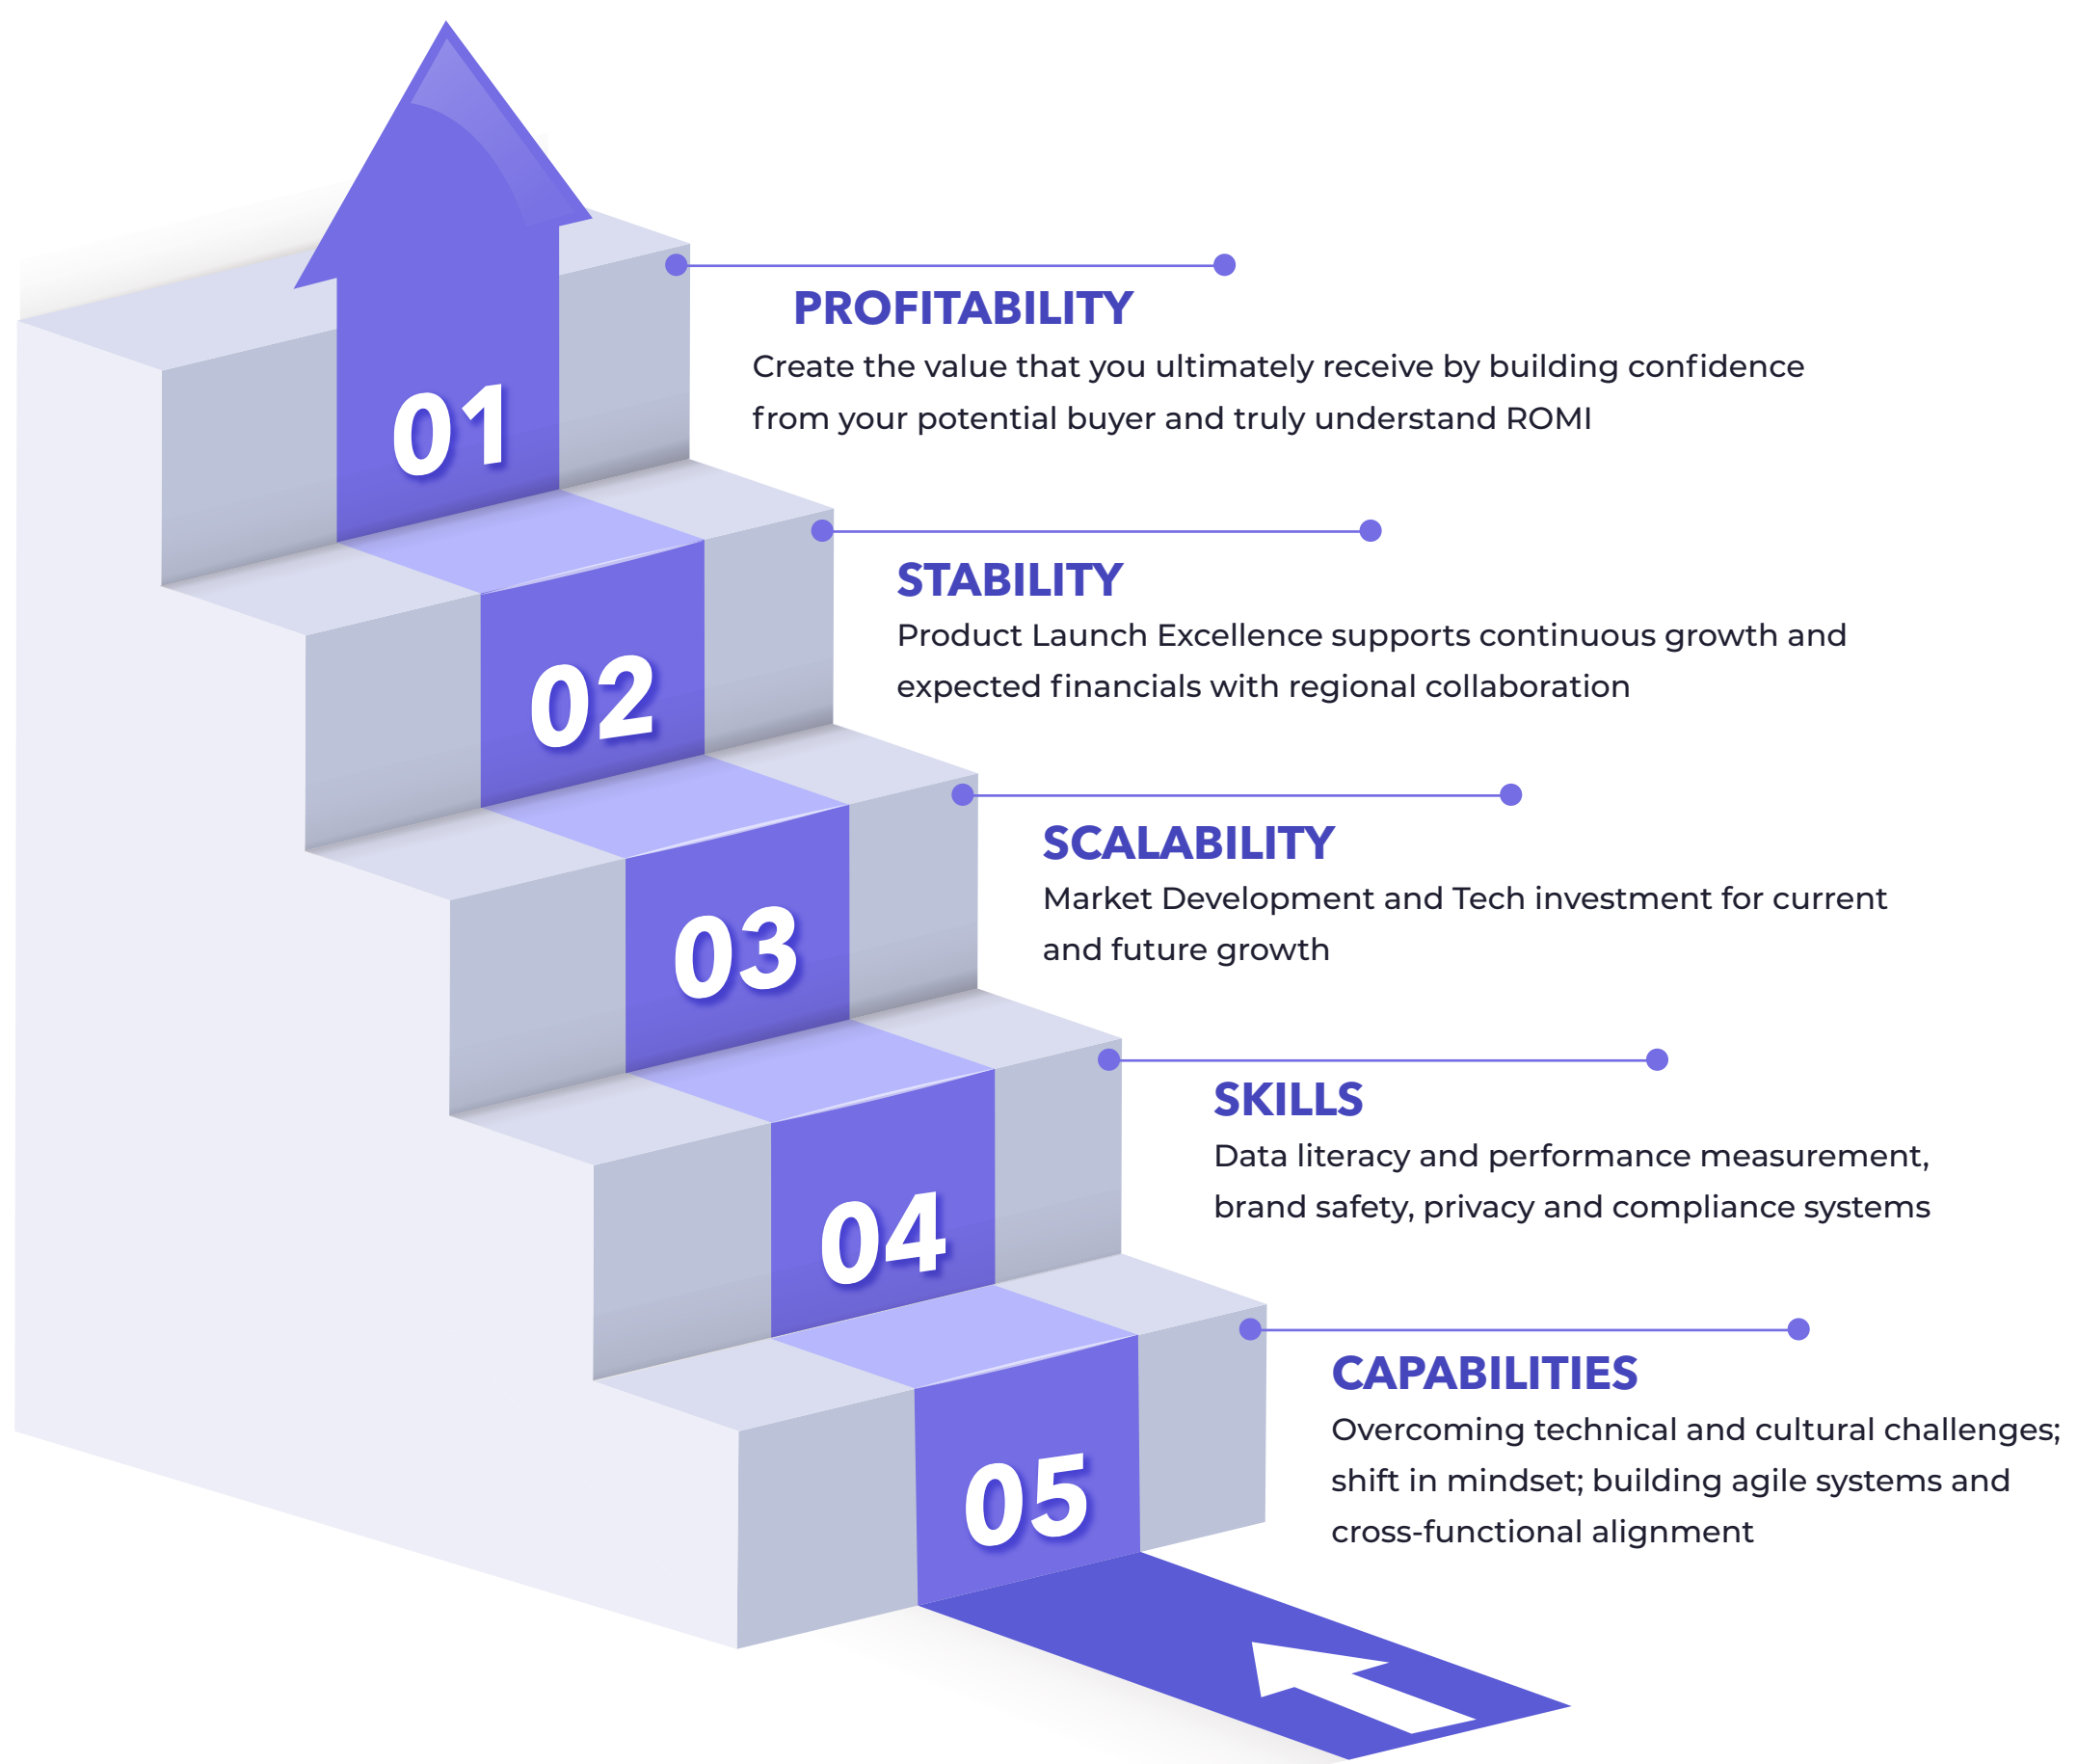 01
PROFITABILITY
Create the value that you ultimately receive by building confidence
from your potential buyer and truly understand ROMI
02
STABILITY
Product Launch Excellence supports continuous growth and
expected financials with regional collaboration
03
SCALABILITY
Market Development and Tech investment for current
and future growth
04
SKILLS
Data literacy and performance measurement,
brand safety, privacy and compliance systems
05
CAPABILITIES
Overcoming technical and cultural challenges;
shift in mindset; building agile systems and
cross-functional alignment